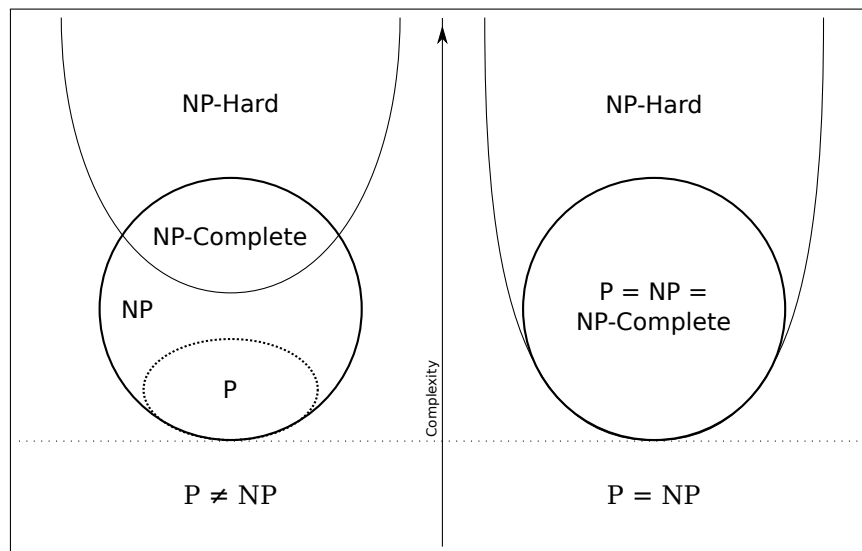 NP-Hard
NP-Complete
NP
P
P ≠ NP
Complexity
NP-Hard
P = NP =
NP-Complete
P = NP